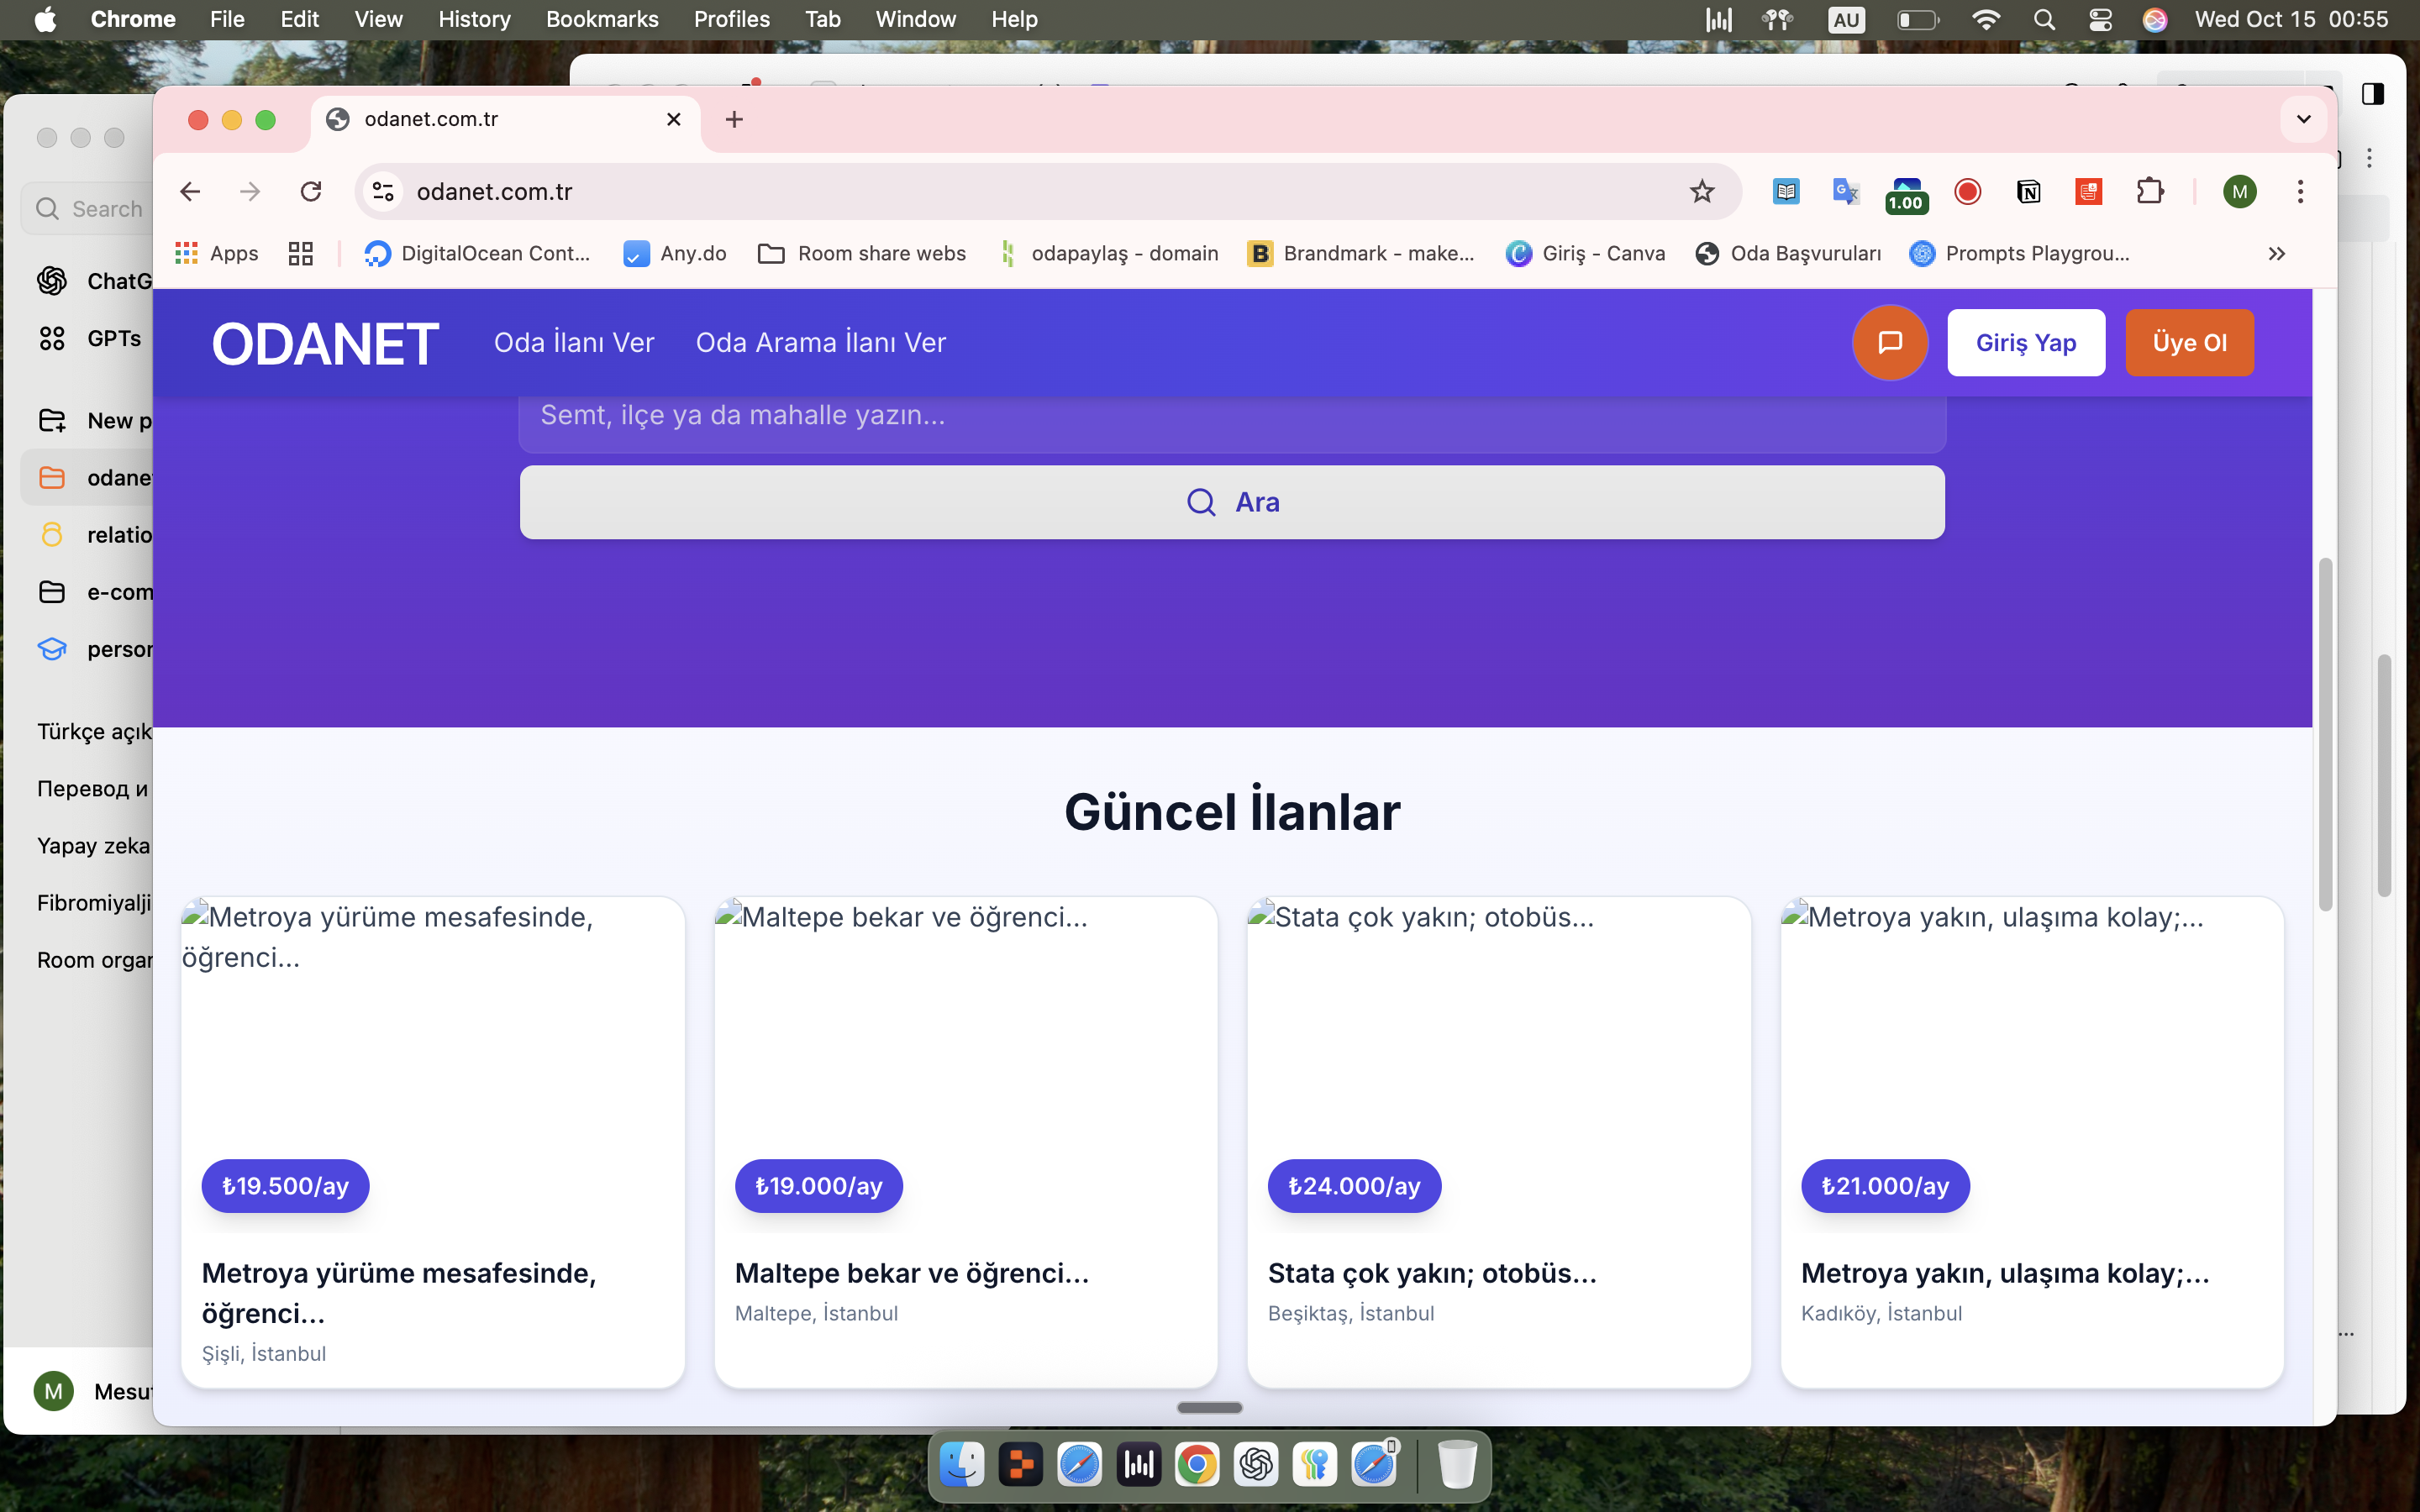 Chrome File Edit View History Bookmarks Profiles Tab Window Help
AU
Wed Oct 15 00:55
odanet.com.tr
odanet.com.tr
1.00
M
Apps
DigitalOcean Cont...
Any.do
Room share webs
odapaylaş - domain
B
Brandmark - make...
Giriş - Canva
Oda Başvuruları
Prompts Playgrou...
Search
ChatG
GPTs
New p
odane
relatio
e-com
person
Türkçe açık
Перевод и
Yapay zeka
Fibromiyalji
Room organ
M
Mesut
ODANET
Oda İlanı Ver
Oda Arama İlanı Ver
Giriş Yap
Üye Ol
Semt, ilçe ya da mahalle yazın...
Ara
Güncel İlanlar
Metroya yürüme mesafesinde,
öğrenci...
₺19.500/ay
Metroya yürüme mesafesinde,
öğrenci...
Şişli, İstanbul
Maltepe bekar ve öğrenci...
₺19.000/ay
Maltepe bekar ve öğrenci...
Maltepe, İstanbul
Stata çok yakın; otobüs...
₺24.000/ay
Stata çok yakın; otobüs...
Beşiktaş, İstanbul
Metroya yakın, ulaşıma kolay;...
₺21.000/ay
Metroya yakın, ulaşıma kolay;...
Kadıköy, İstanbul